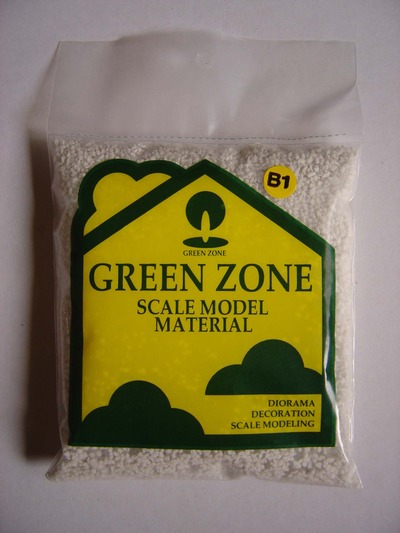 B1
GREEN ZONE
GREEN ZONE
SCALE MODEL
MATERIAL
DIORAMA
DECORATION
SCALE MODELING